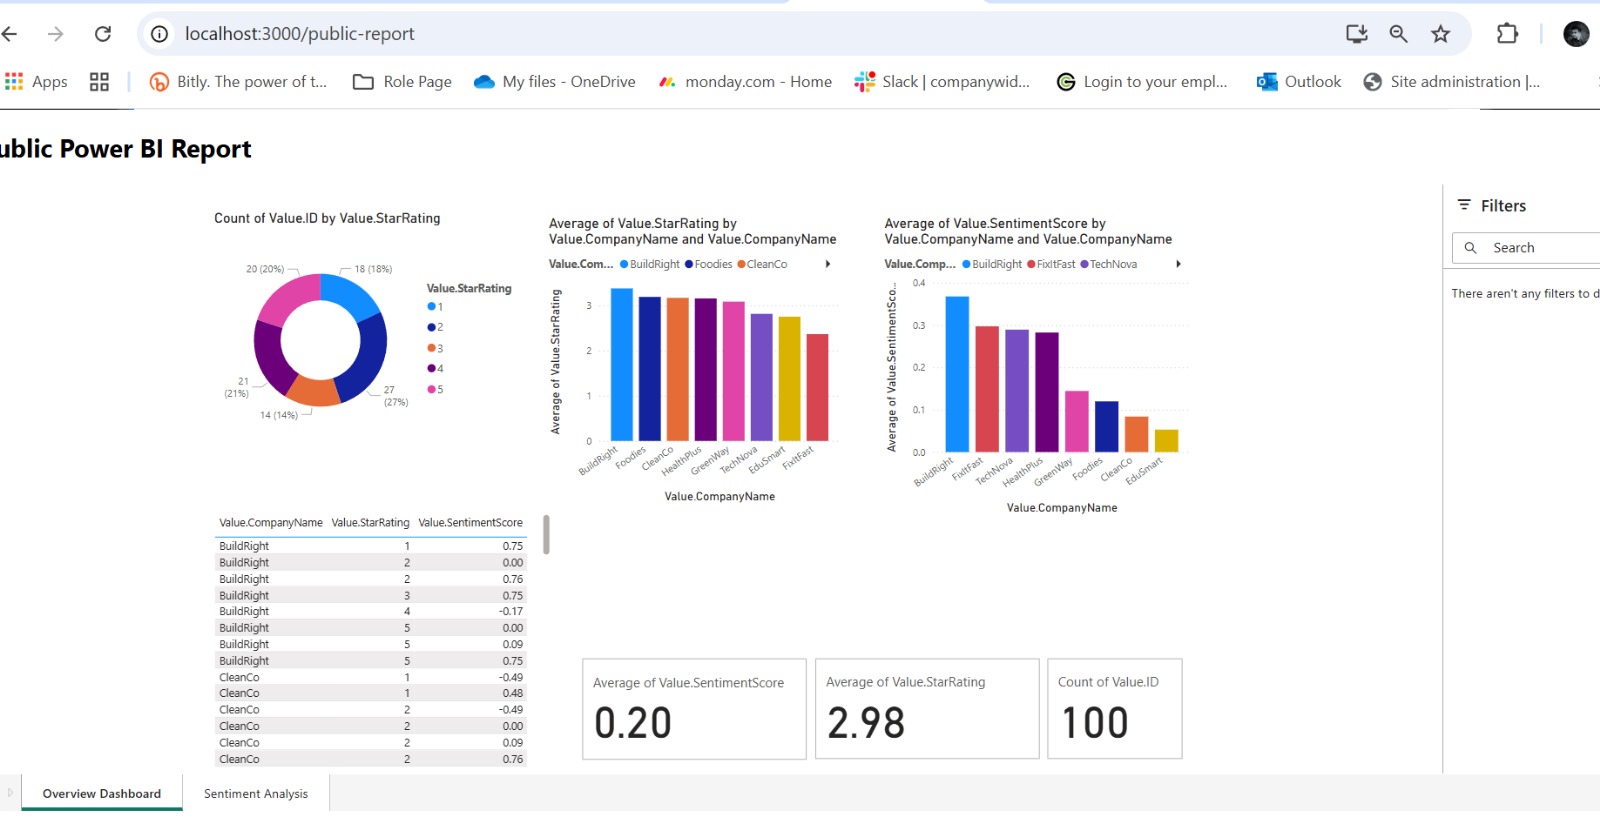 localhost:3000/public-report
Apps
Bitly. The power of t...
Role Page
My files - OneDrive
monday.com - Home
Slack | companywid...
Login to your empl...
Outlook
Site administration |...
ublic Power BI Report
Count of Value.ID by Value.StarRating
20 (20%)
18 (18%)
21
(21%)
27
(27%)
14 (14%)
Value.StarRating
1
2
3
4
5
Average of Value.StarRating by
Value.CompanyName and Value.CompanyName
Value.Com... BuildRight Foodies CleanCo
Average of Value.StarRating
3
2
1
0
BuildRight Foodies CleanCo HealthPlus GreenWay TechNova EduSmart FixItFast
Value.CompanyName
Average of Value.SentimentScore by
Value.CompanyName and Value.CompanyName
Value.Comp... BuildRight FixItFast TechNova
Average of Value.SentimentSco...
0.4
0.3
0.2
0.1
0.0
BuildRight FixItFast TechNova HealthPlus GreenWay Foodies CleanCo EduSmart
Value.CompanyName
Filters
Search
There aren't any filters to d
Value.CompanyName Value.StarRating Value.SentimentScore
BuildRight 1 0.75
BuildRight 2 0.00
BuildRight 2 0.76
BuildRight 3 0.75
BuildRight 4 -0.17
BuildRight 5 0.00
BuildRight 5 0.09
BuildRight 5 0.75
CleanCo 1 -0.49
CleanCo 1 0.48
CleanCo 2 -0.49
CleanCo 2 0.00
CleanCo 2 0.09
CleanCo 2 0.76
Average of Value.SentimentScore
0.20
Average of Value.StarRating
2.98
Count of Value.ID
100
Overview Dashboard
Sentiment Analysis